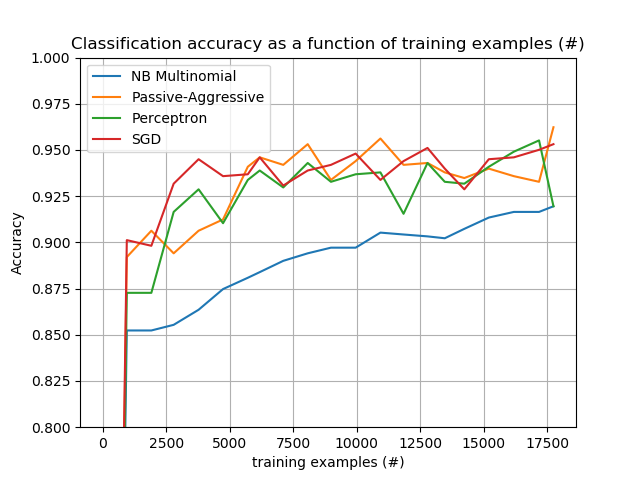 Classification accuracy as a function of training examples (#)
NB Multinomial
Passive-Aggressive
Perceptron
SGD
1.000
0.975
0.950
0.925
0.900
0.875
0.850
0.825
0.800
Accuracy
0 2500 5000 7500 10000 12500 15000 17500
training examples (#)